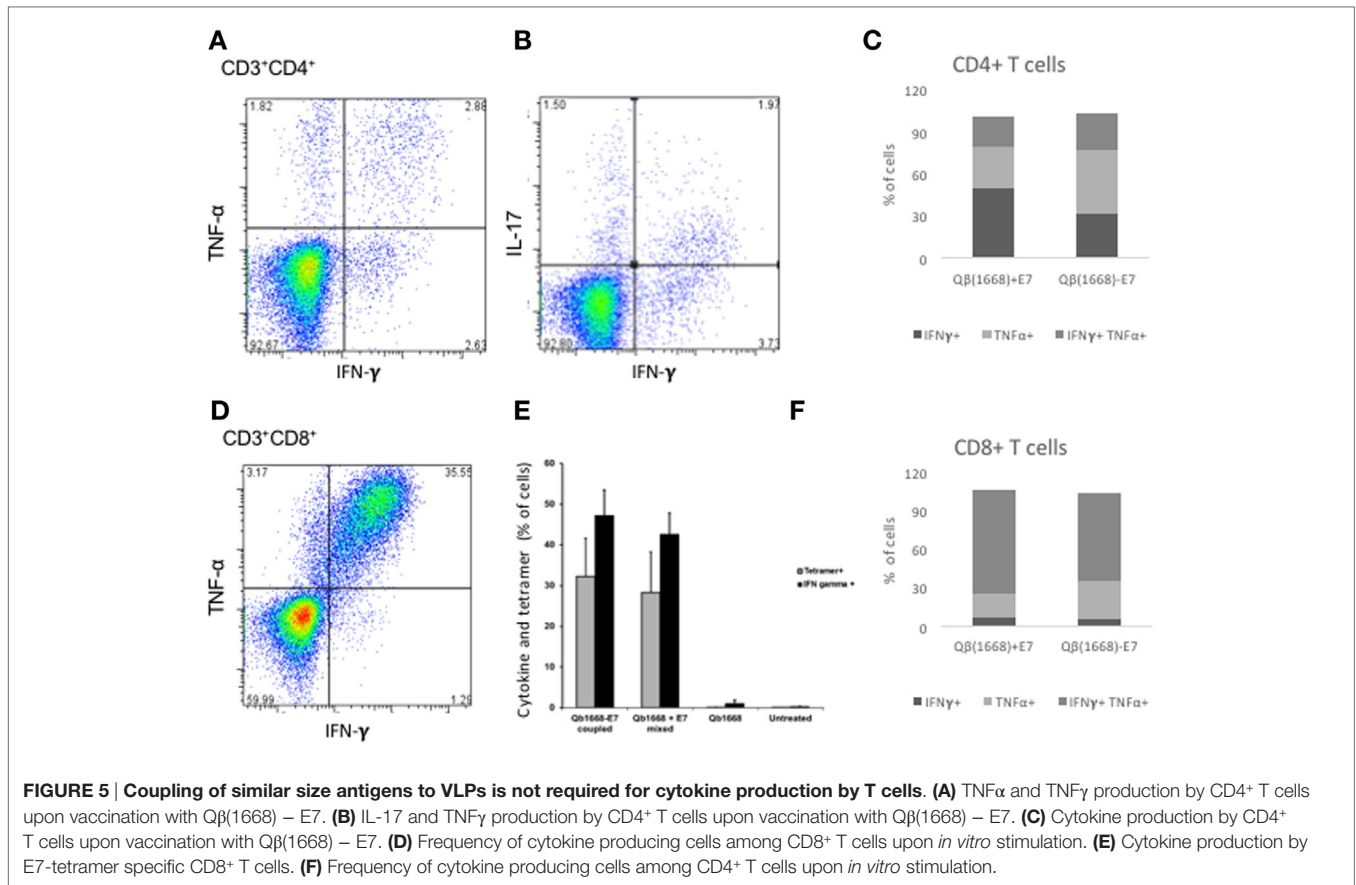 A
CD3+CD4+
1.82
2.88
TNF-α
92.67
2.63
IFN-γ
B
1.50
1.97
IL-17
92.80
3.73
IFN-γ
C
CD4+ T cells
120
90
60
30
0
% of cells
Qβ(1668)+E7
Qβ(1668)-E7
IFNγ+
TNFα+
IFNγ+ TNFα+
D
CD3+CD8+
3.17
35.55
TNF-α
59.99
1.29
IFN-γ
E
60
50
40
30
20
10
0
Cytokine and tetramer (% of cells)
Qb1668-E7 coupled
Qb1668 + E7 mixed
Qb1668
Untreated
Tetramer+
IFN gamma +
F
CD8+ T cells
120
90
60
30
0
% of cells
Qβ(1668)+E7
Qβ(1668)-E7
IFNγ+
TNFα+
IFNγ+ TNFα+
FIGURE 5 | Coupling of similar size antigens to VLPs is not required for cytokine production by T cells. (A) TNFα and TNFγ production by CD4+ T cells
upon vaccination with Qβ(1668) – E7. (B) IL-17 and TNFγ production by CD4+ T cells upon vaccination with Qβ(1668) – E7. (C) Cytokine production by CD4+
T cells upon vaccination with Qβ(1668) – E7. (D) Frequency of cytokine producing cells among CD8+ T cells upon in vitro stimulation. (E) Cytokine production by
E7-tetramer specific CD8+ T cells. (F) Frequency of cytokine producing cells among CD4+ T cells upon in vitro stimulation.